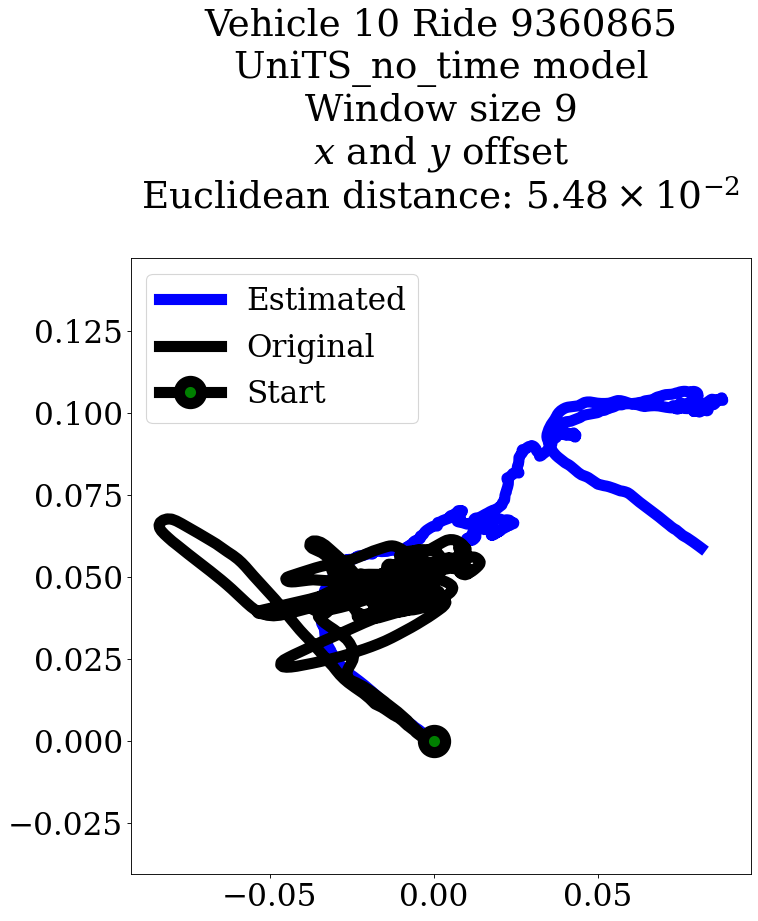 Vehicle 10 Ride 9360865
UniTS_no_time model
Window size 9
x and y offset
Euclidean distance: 5.48 × 10⁻²
Estimated
Original
Start
0.125
0.100
0.075
0.050
0.025
0.000
−0.025
−0.05 0.00 0.05